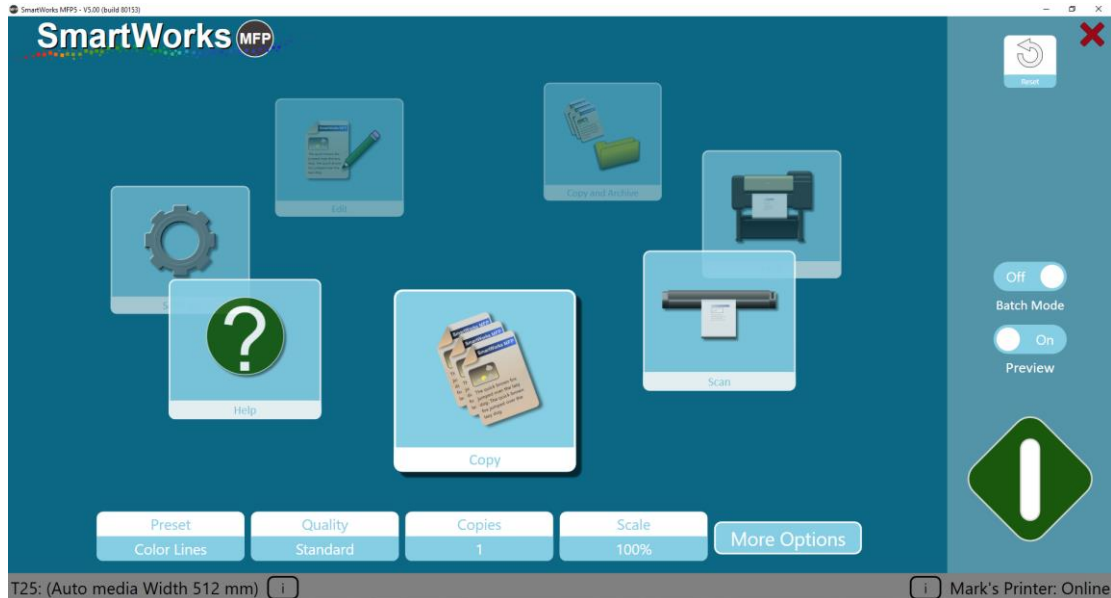 SmartWorks MFP5 - V5.00 (build 80153)
SmartWorks MFP
Reset
Edit
Copy and Archive
Help
Scan
Copy
Off
Batch Mode
On
Preview
Preset
Color Lines
Quality
Standard
Copies
1
Scale
100%
More Options
T25: (Auto media Width 512 mm) i
i Mark's Printer: Online